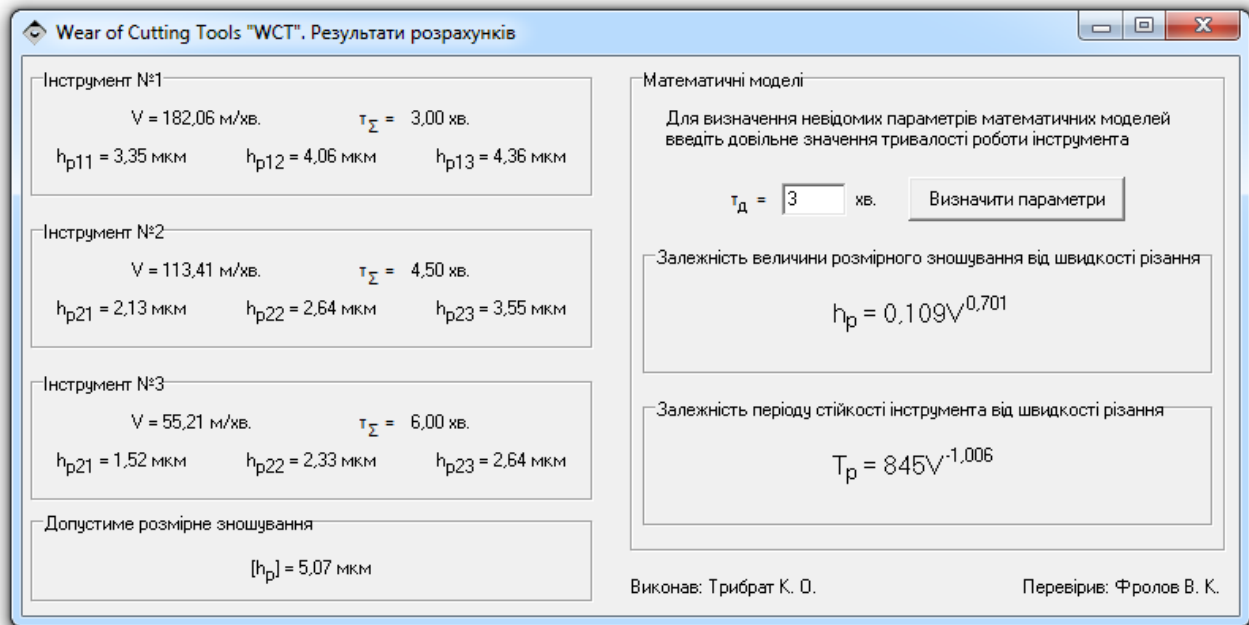 Wear of Cutting Tools "WCT". Результати розрахунків
Інструмент №1
V = 182,06 м/хв. τΣ = 3,00 хв.
hp11 = 3,35 мкм hp12 = 4,06 мкм hp13 = 4,36 мкм
Інструмент №2
V = 113,41 м/хв. τΣ = 4,50 хв.
hp21 = 2,13 мкм hp22 = 2,64 мкм hp23 = 3,55 мкм
Інструмент №3
V = 55,21 м/хв. τΣ = 6,00 хв.
hp21 = 1,52 мкм hp22 = 2,33 мкм hp23 = 2,64 мкм
Допустиме розмірне зношування
[hp] = 5,07 мкм
Математичні моделі
Для визначення невідомих параметрів математичних моделей
введіть довільне значення тривалості роботи інструмента
τд = 3 хв. Визначити параметри
Залежність величини розмірного зношування від швидкості різання
hp = 0,109V^0,701
Залежність періоду стійкості інструмента від швидкості різання
Tp = 845V^-1,006
Виконав: Трибрат К. О. Перевірив: Фролов В. К.